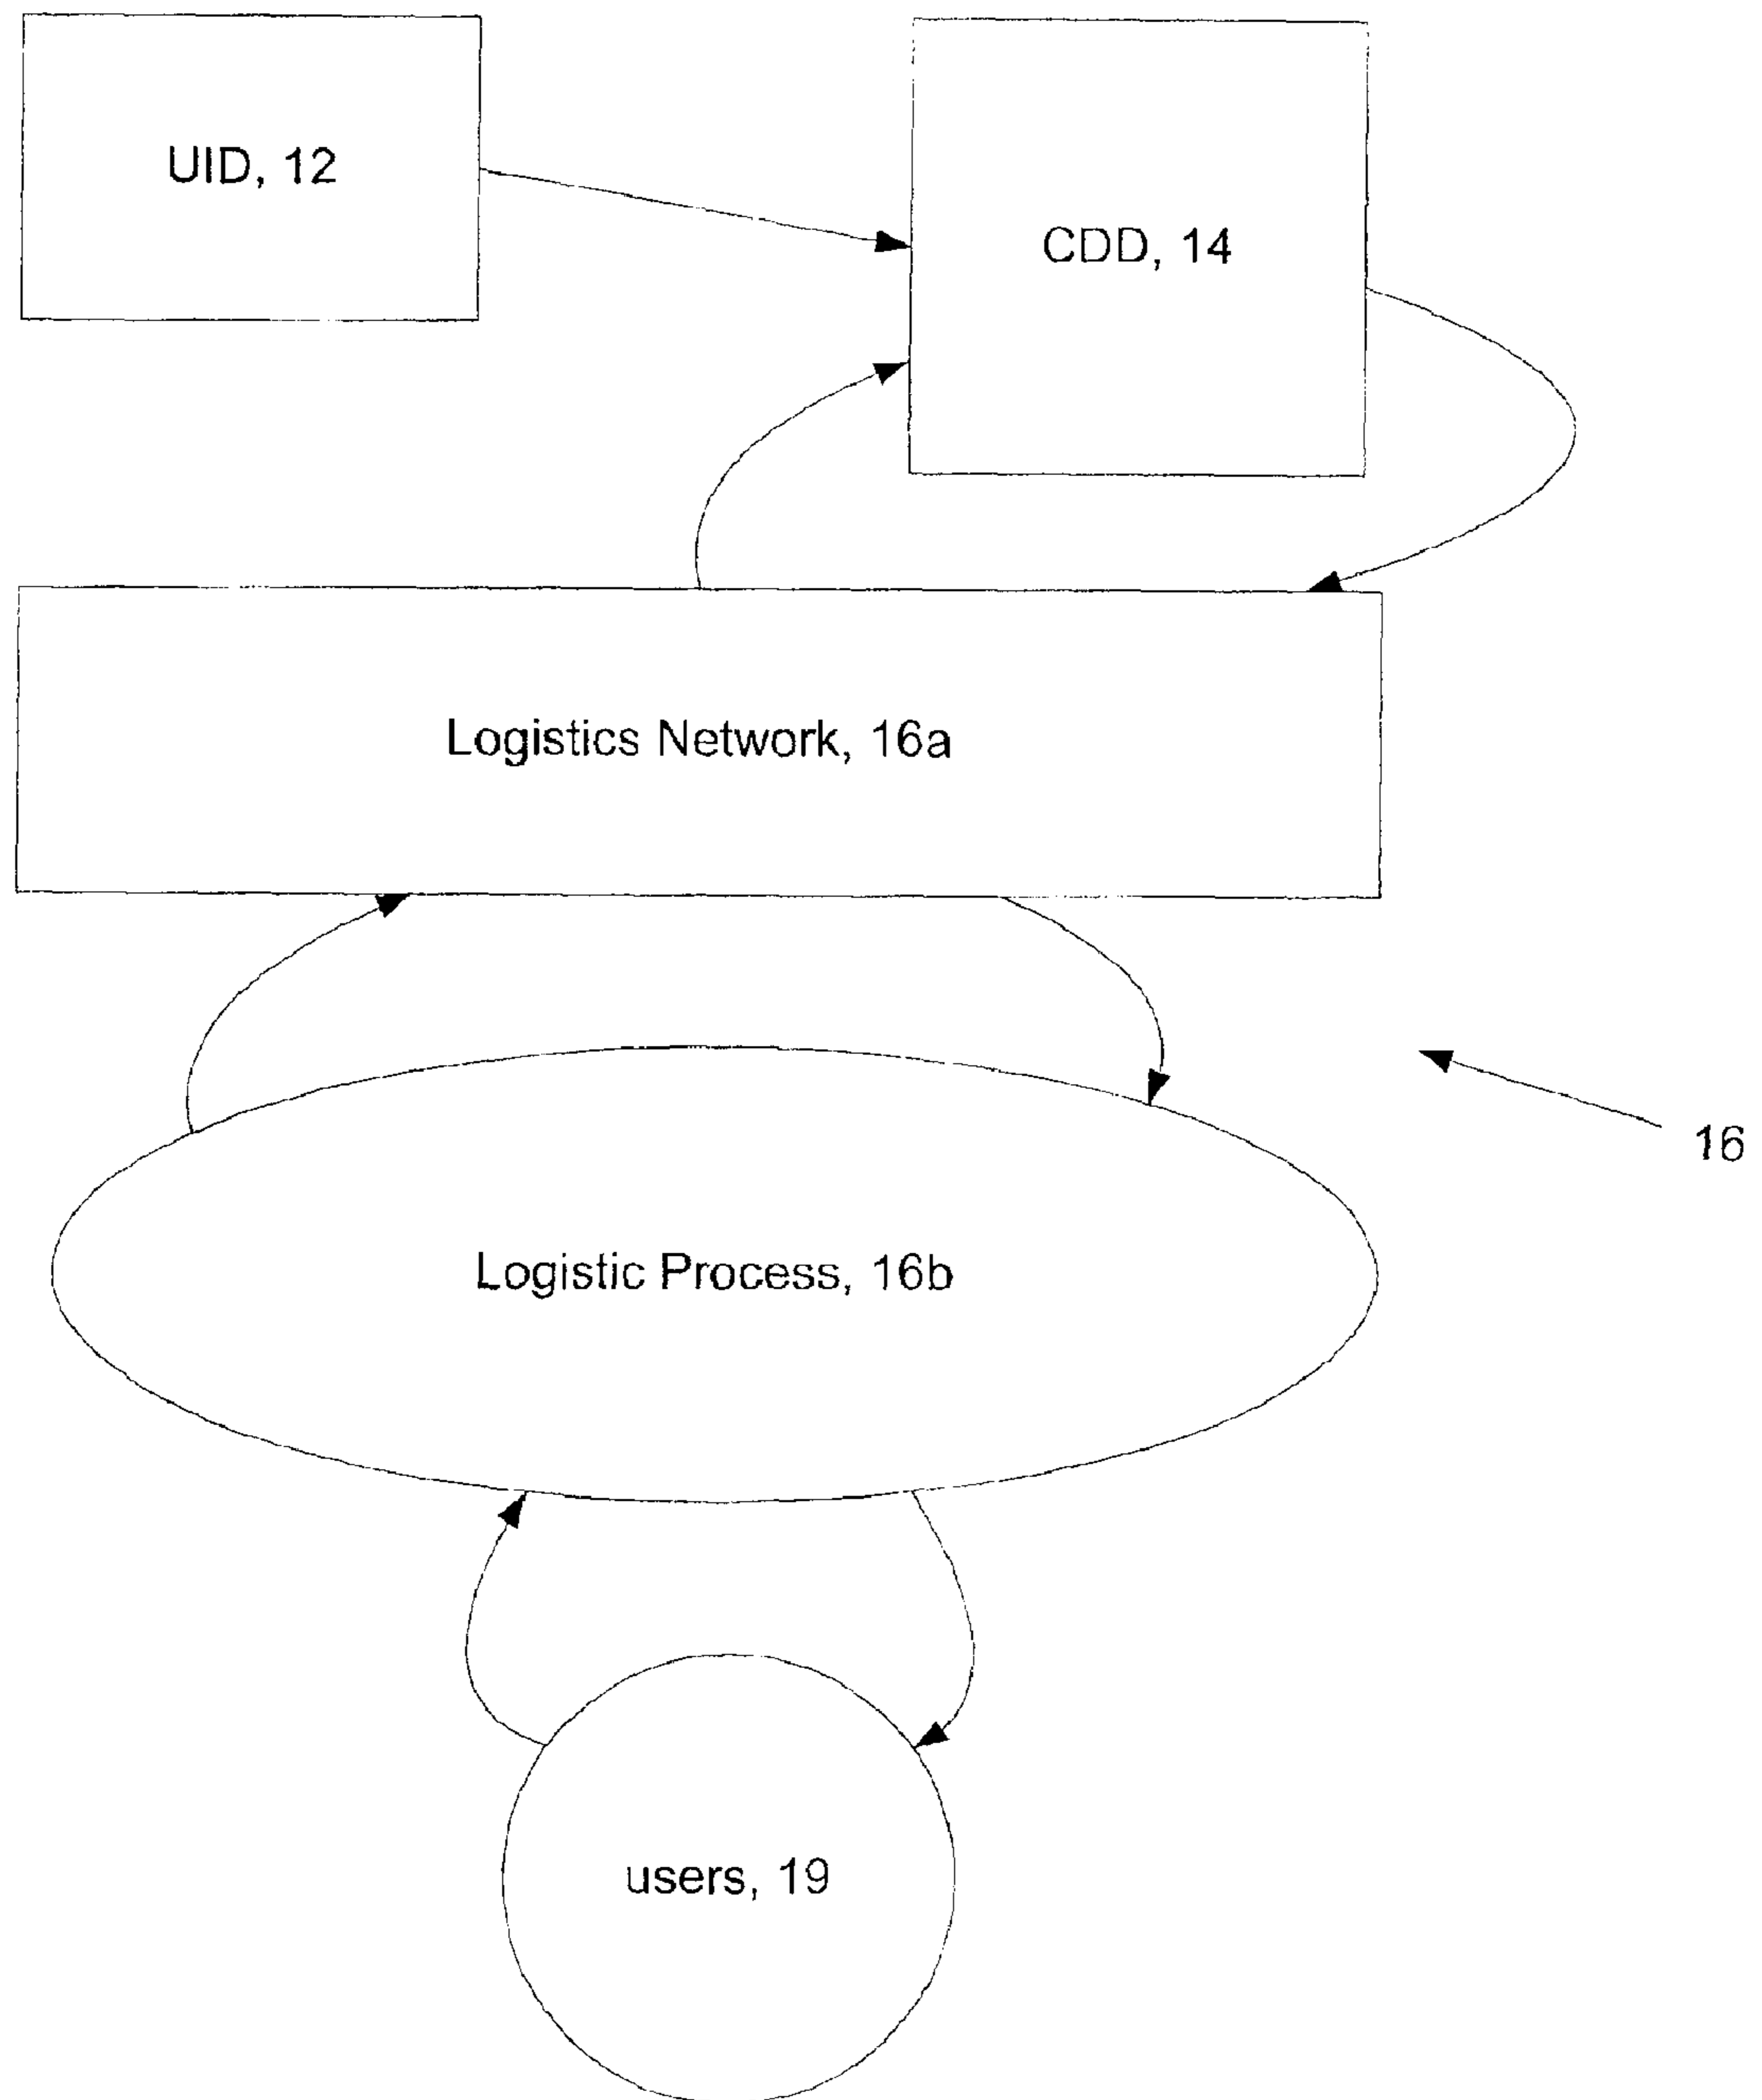 UID, 12
CDD, 14
Logistics Network, 16a
16
Logistic Process, 16b
users, 19